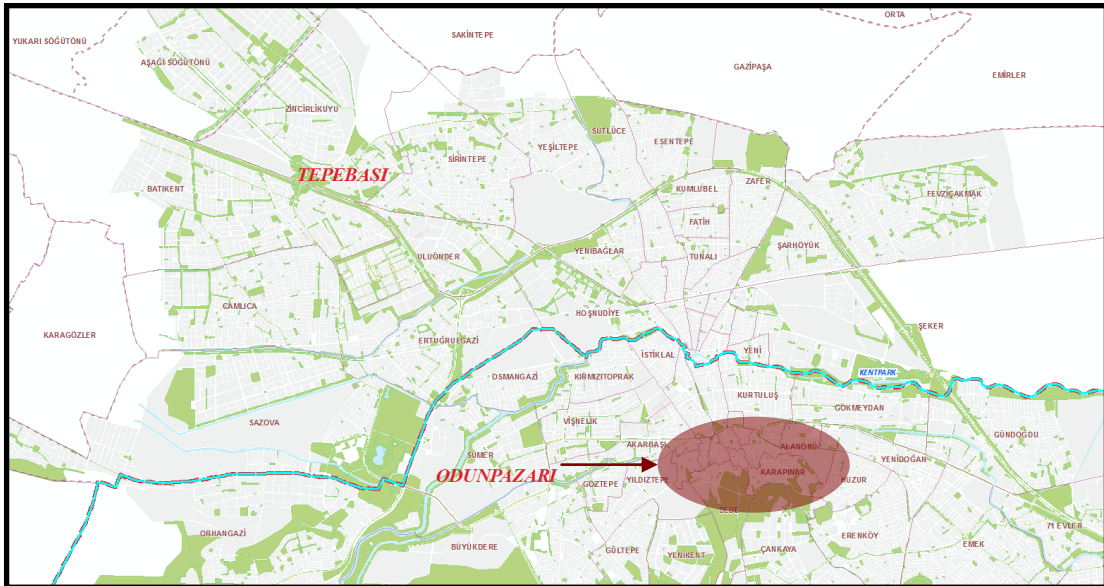 ORTA
SAKİNTEPE
YUKARI SÖĞÜTÖNÜ
AŞAĞI SÖĞÜTÖNÜ
GAZİPAŞA
EMİRLER
ZİNCİRLİKUYU
SÜTLÜCE
ESENTEPE
YEŞİLTEPE
ŞİRİNTEPE
TEPEBAŞI
ZAFER
BATIKENT
KUMLUBEL
FEVZİÇAKMAK
FATİH
ŞARHÖYÜK
YENİBAĞLAR
ULUÖNDER
TUNALI
ÇAMLICA
HOŞNUDİYE
ŞEKER
KARAGÖZLER
ERTUĞRULGAZİ
İSTİKLAL
YENİ
KENTPARK
OSMANGAZİ
KIRMIZITOPRAK
KURTULUŞ
GÖKMEYDAN
SAZOVA
VİŞNELİK
GÜNDOĞDU
AKARBAŞI
ALANÖNÜ
SÜMER
YENİDOĞAN
ODUNPAZARI
KARAPINAR
GÖZTEPE
YILDIZTEPE
HUZUR
DEDE
71 EVLER
ORHANGAZİ
ERENKÖY
EMEK
BÜYÜKDERE
GÜLTEPE
YENİKENT
ÇANKAYA